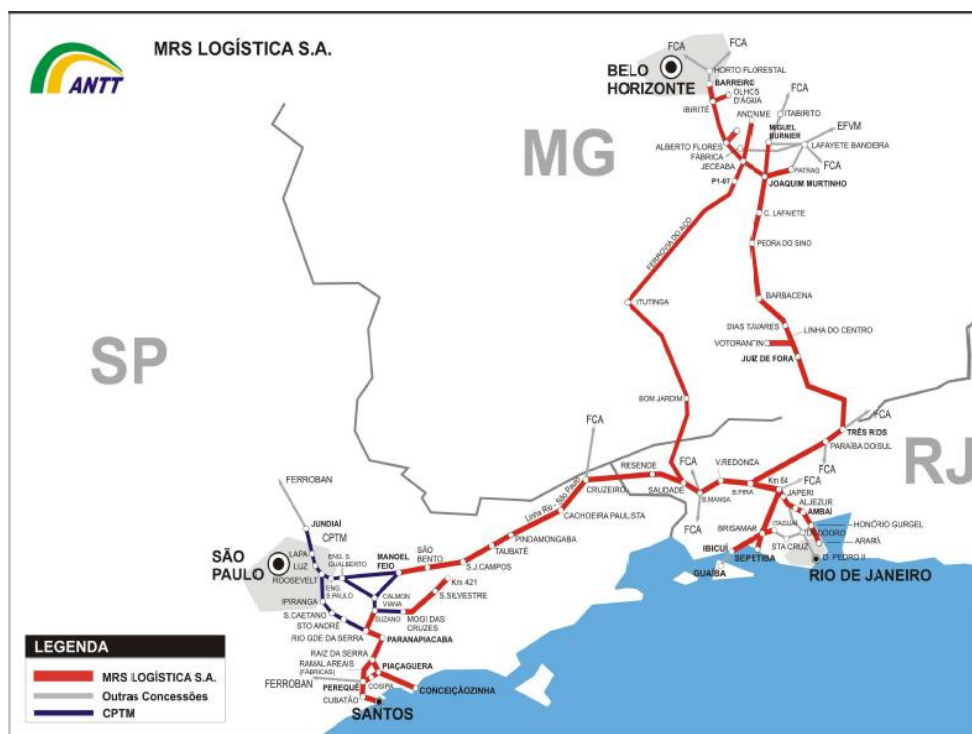 ANTT
MRS LOGÍSTICA S.A.
FCA
FCA
BELO
HORIZONTE
HORTO FLORESTAL
BARREIRO
OLHOS
D'ÁGUA
IBIRITÉ
FCA
ITABIRITO
MIGUEL
BURNIER
EFVM
MG
ALBERTO FLORES
FÁBRICA
JECEABA
LAFAYETE BANDEIRA
FCA
PATRAG
P1-07
JOAQUIM MURTINHO
C. LAFAIETE
PEDRA DO SINO
FERROVIA DO AÇO
ITUTINGA
BARBACENA
DIAS TAVARES
LINHA DO CENTRO
VOTORANTIN
JUIZ DE FORA
SP
BOM JARDIM
FCA
TRÊS RIOS
PARAÍBA DO SUL
FCA
RJ
FCA
RESENDE
CRUZEIRO
SAUDADE
FCA
V.REDONDA
B.MANSA
B.PIRA
Km 64
FCA
JAPERI
ALJEZUR
AMBAÍ
HONÓRIO GURGEL
DEODORO
ARARÁ
D. PEDRO II
RIO DE JANEIRO
BRISAMAR
ITAGUAÍ
STA CRUZ
IBICUÍ
SEPETIBA
GUAÍBA
FCA
Linha Rio - São Paulo
CACHOEIRA PAULISTA
PINDAMONGABA
TAUBATÉ
S.J.CAMPOS
SÃO
BENTO
MANOEL
FEIO
Km 421
S.SILVESTRE
FERROBAN
JUNDIAÍ
CPTM
LAPA
LUZ
ENG. S.
GUALBERTO
SÃO
PAULO
ROOSEVELT
ENG.
S.PAULO
CALMON
VIANA
IPIRANGA
SUZANO
MOGI DAS
CRUZES
S.CAETANO
STO ANDRÉ
RIO GDE DA SERRA
PARANAPIACABA
RAIZ DA SERRA
RAMAL AREAIS
(FÁBRICAS)
PIAÇAGUERA
FERROBAN
PEREQUÊ
COSIPA
CONCEIÇÃOZINHA
CUBATÃO
SANTOS
LEGENDA
MRS LOGÍSTICA S.A.
Outras Concessões
CPTM